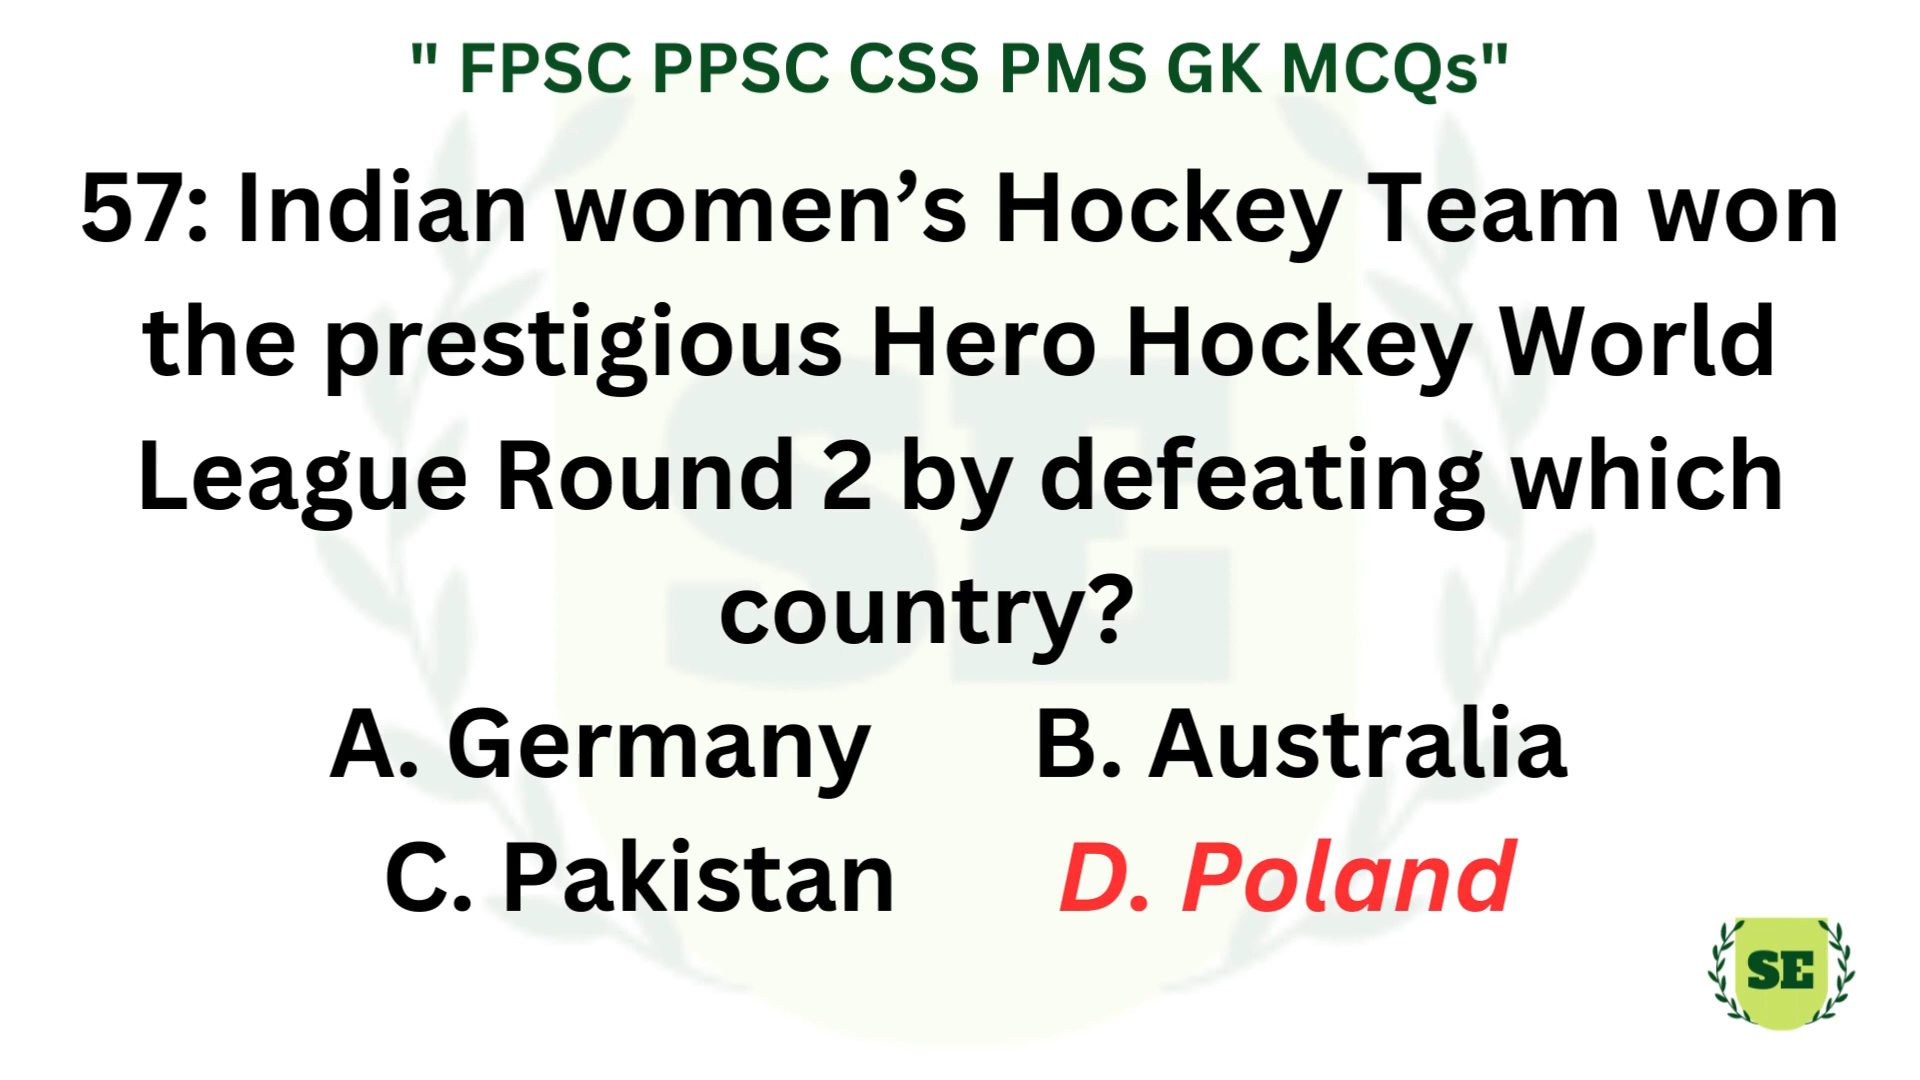 " FPSC PPSC CSS PMS GK MCQs"
57: Indian women’s Hockey Team won
the prestigious Hero Hockey World
League Round 2 by defeating which
country?
A. Germany B. Australia
C. Pakistan D. Poland
SE
SE